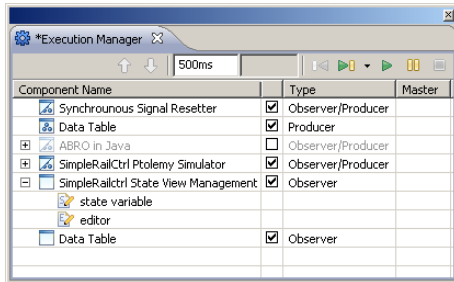 *Execution Manager
500ms
Component Name Type Master
Synchrounous Signal Resetter Observer/Producer
Data Table Producer
ABRO in Java Observer/Producer
SimpleRailCtrl Ptolemy Simulator Observer/Producer
SimpleRailctrl State View Management Observer
state variable
editor
Data Table Observer